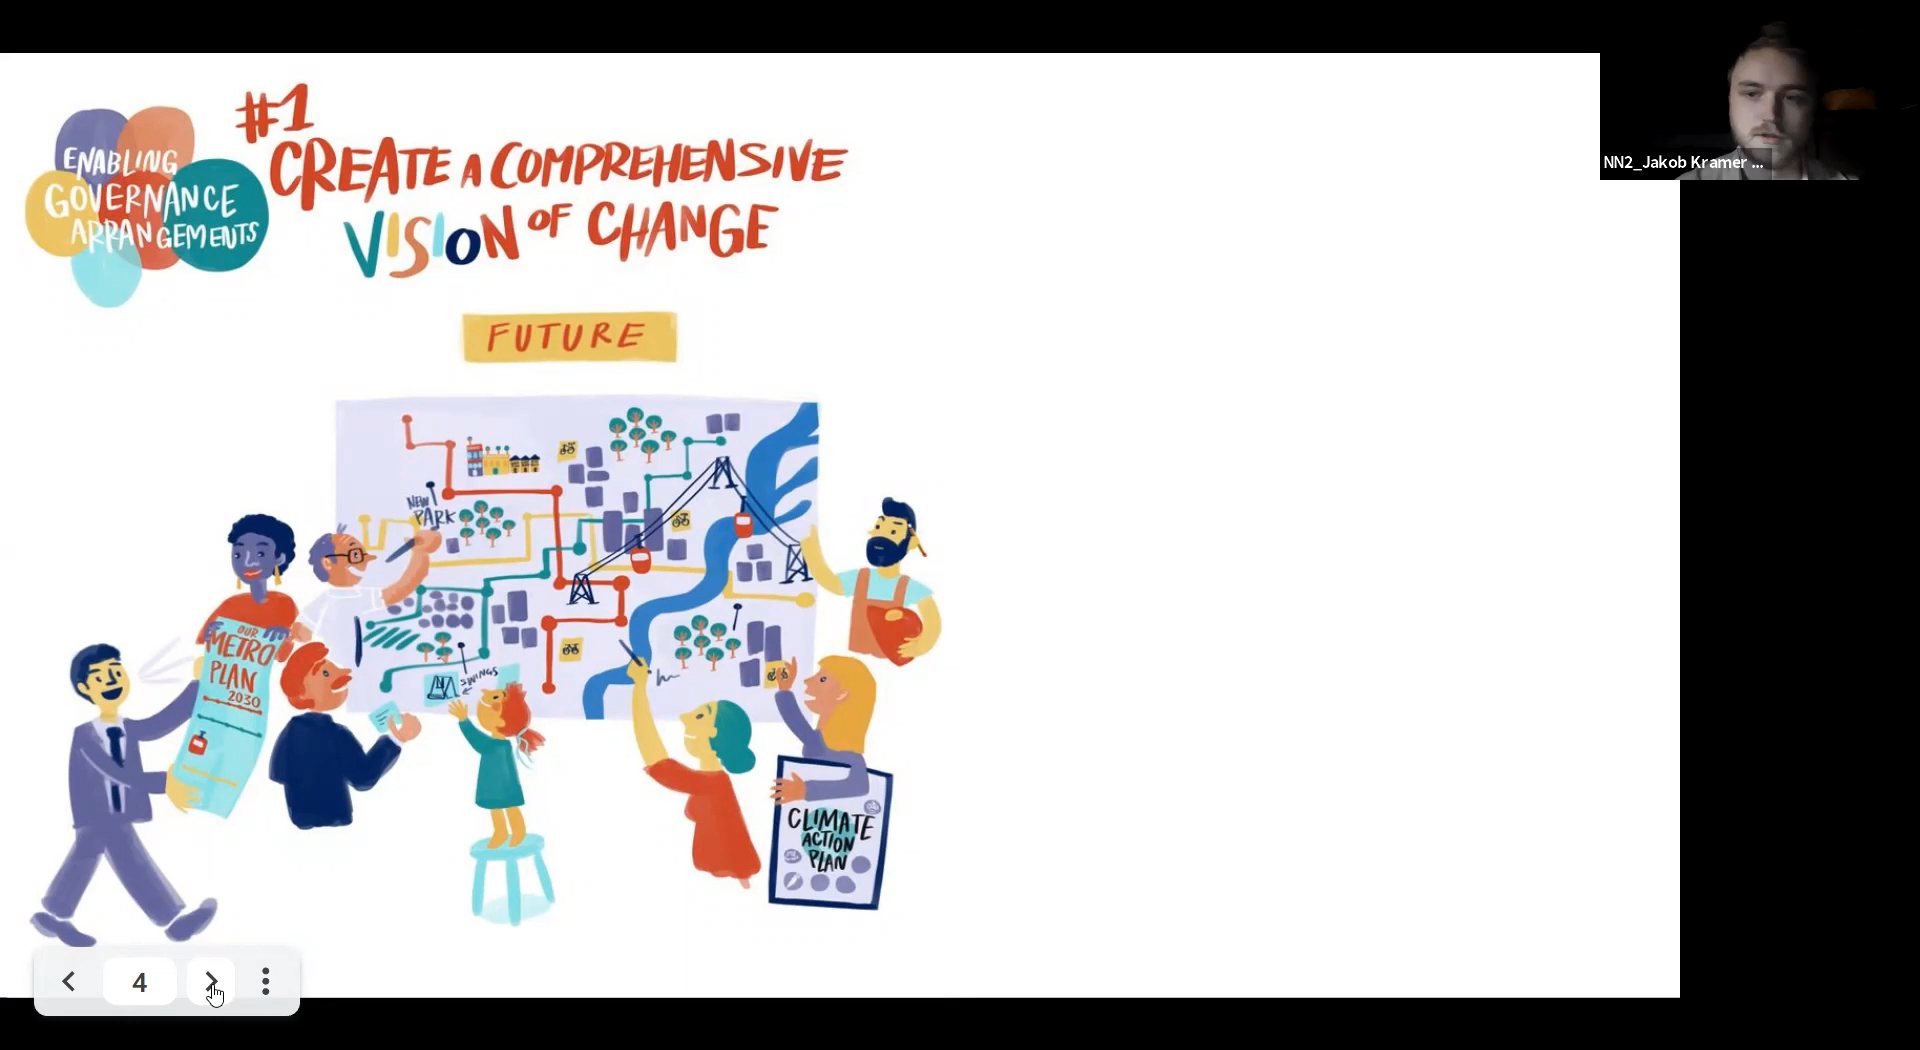 #1
CREATE A COMPREHENSIVE
VISION OF CHANGE
ENABLING
GOVERNANCE
ARRANGEMENTS
FUTURE
NEW
PARK
SWINGS
OUR
METRO
PLAN
2030
CLIMATE
ACTION
PLAN
NN2_Jakob Kramer ...
4